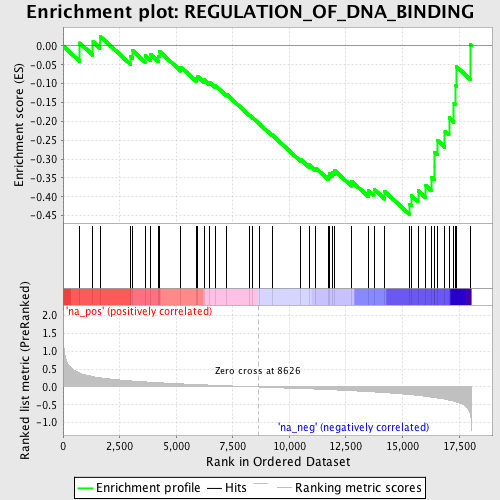 Enrichment plot: REGULATION_OF_DNA_BINDING
Enrichment score (ES)
0.00
-0.05
-0.10
-0.15
-0.20
-0.25
-0.30
-0.35
-0.40
-0.45
Ranked list metric (PreRanked)
2.0
1.5
1.0
0.5
0.0
-0.5
-1.0
'na_pos' (positively correlated)
Zero cross at 8626
'na_neg' (negatively correlated)
0 2,500 5,000 7,500 10,000 12,500 15,000 17,500
Rank in Ordered Dataset
Enrichment profile Hits Ranking metric scores